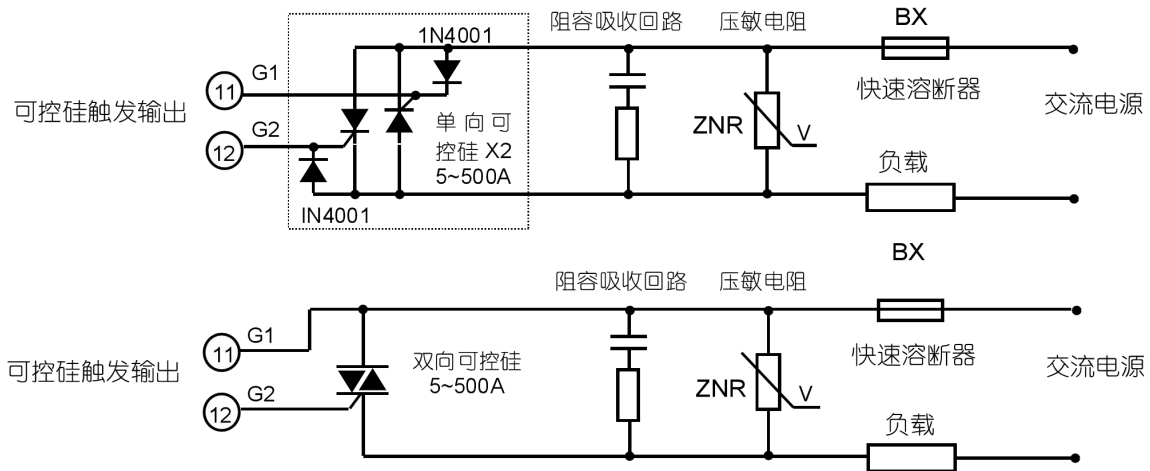 阻容吸收回路
压敏电阻
BX
1N4001
G1
11
可控硅触发输出
G2
12
单 向 可
控硅 X2
5~500A
IN4001
ZNR
V
快速溶断器
交流电源
负载
BX
阻容吸收回路
压敏电阻
G1
11
可控硅触发输出
G2
12
双向可控硅
5~500A
ZNR
V
快速溶断器
交流电源
负载